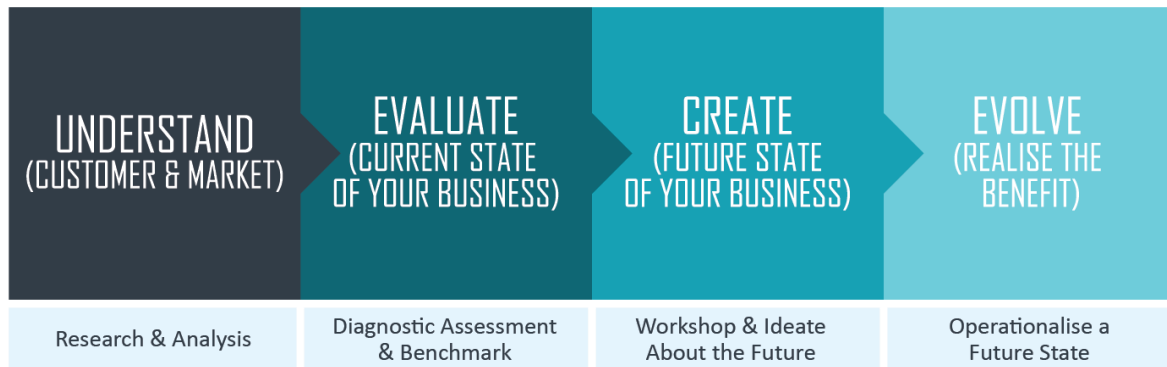 UNDERSTAND
(CUSTOMER & MARKET)
EVALUATE
(CURRENT STATE
OF YOUR BUSINESS)
CREATE
(FUTURE STATE
OF YOUR BUSINESS)
EVOLVE
(REALISE THE
BENEFIT)
Research & Analysis
Diagnostic Assessment
& Benchmark
Workshop & Ideate
About the Future
Operationalise a
Future State